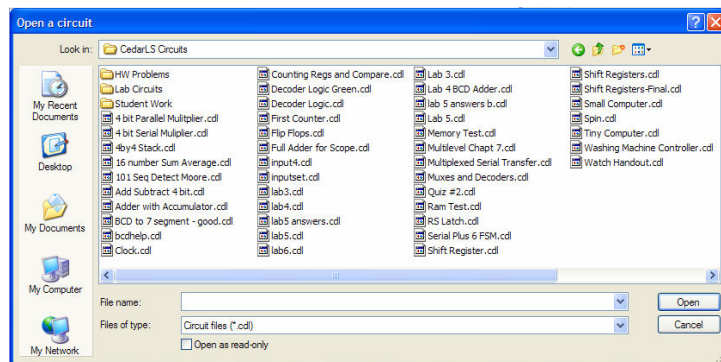 Open a circuit
Look in:
CedarLS Circuits
My Recent
Documents
Desktop
My Documents
My Computer
My Network
HW Problems
Lab Circuits
Student Work
4 bit Parallel Mulitplier.cdl
4 bit Serial Muliplier.cdl
4by4 Stack.cdl
16 number Sum Average.cdl
101 Seq Detect Moore.cdl
Add Subtract 4 bit.cdl
Adder with Accumulator.cdl
BCD to 7 segment - good.cdl
bcdhelp.cdl
Clock.cdl
Counting Regs and Compare.cdl
Decoder Logic Green.cdl
Decoder Logic.cdl
First Counter.cdl
Flip Flops.cdl
Full Adder for Scope.cdl
input4.cdl
inputset.cdl
lab3.cdl
lab4.cdl
lab5 answers.cdl
lab5.cdl
lab6.cdl
Lab 3.cdl
Lab 4 BCD Adder.cdl
lab 5 answers b.cdl
Lab 5.cdl
Memory Test.cdl
Multilevel Chapt 7.cdl
Multiplexed Serial Transfer.cdl
Muxes and Decoders.cdl
Quiz #2.cdl
Ram Test.cdl
RS Latch.cdl
Serial Plus 6 FSM.cdl
Shift Register.cdl
Shift Registers.cdl
Shift Registers-Final.cdl
Small Computer.cdl
Spin.cdl
Tiny Computer.cdl
Washing Machine Controller.cdl
Watch Handout.cdl
File name:
Open
Files of type:
Circuit files (*.cdl)
Cancel
Open as read-only